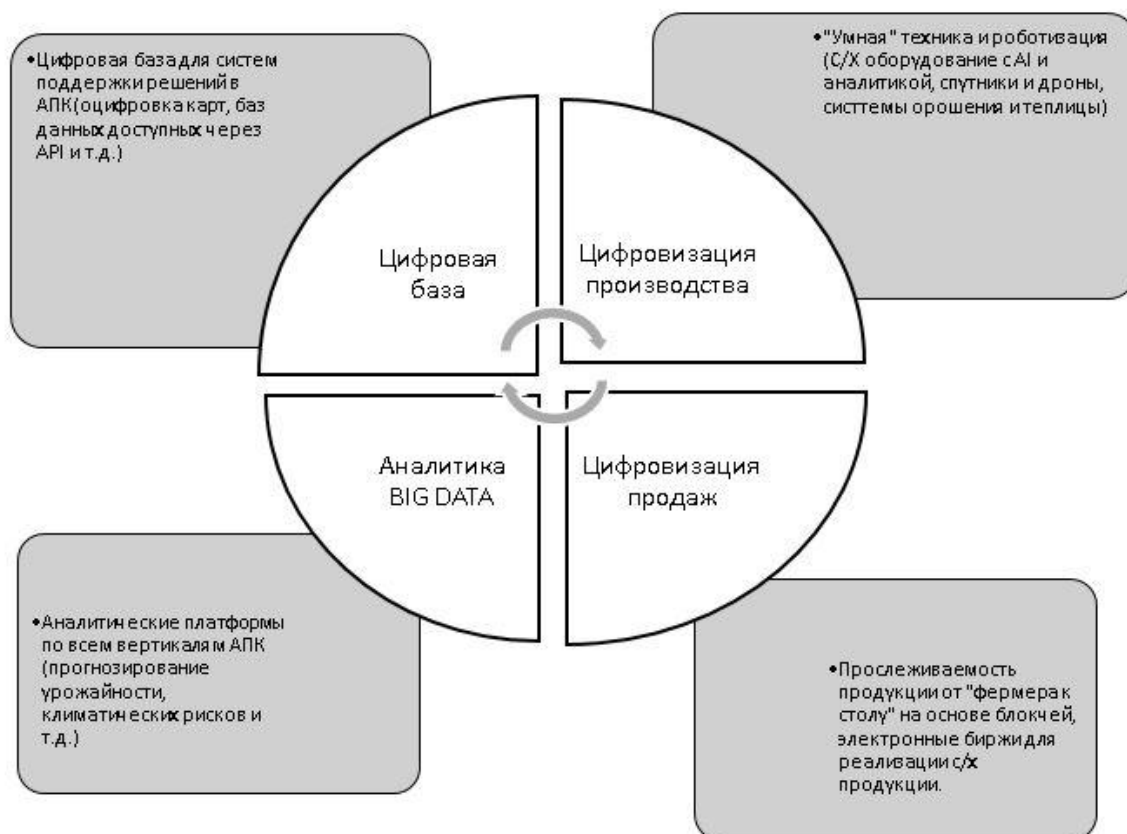 •Цифровая база для систем
поддержки решений в
АПК(оцифровка карт, баз
данных доступных через
API и т.д.)
•"Умная" техника и роботизация
(С/Х оборудование с AI и
аналитикой, спутники и дроны,
систтемы орошения и теплицы)
Цифровая
база
Цифровизация
производства
Аналитика
BIG DATA
Цифровизация
продаж
•Аналитические платформы
по всем вертикалям АПК
(прогнозирование
урожайности,
климатических рисков и
т.д.)
•Прослеживаемость
продукции от "фермера к
столу" на основе блокчей,
электронные биржи для
реализации с/х
продукции.